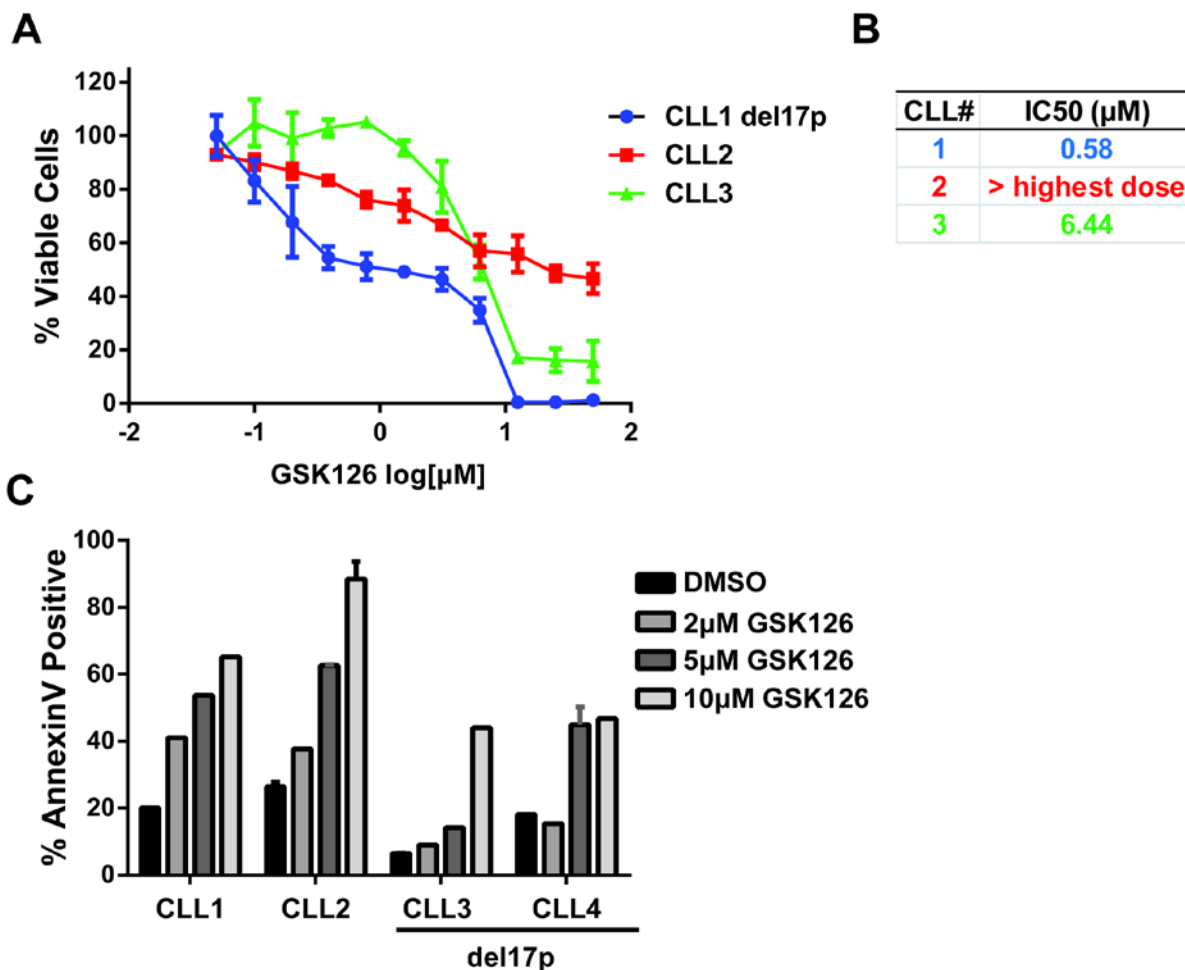 A
120
100
80
60
40
20
0
% Viable Cells
-2 -1 0 1 2
GSK126 log[µM]
CLL1 del17p
CLL2
CLL3
B
CLL# IC50 (µM)
1 0.58
2 > highest dose
3 6.44
C
100
80
60
40
20
0
% AnnexinV Positive
CLL1 CLL2 CLL3 CLL4
del17p
DMSO
2µM GSK126
5µM GSK126
10µM GSK126